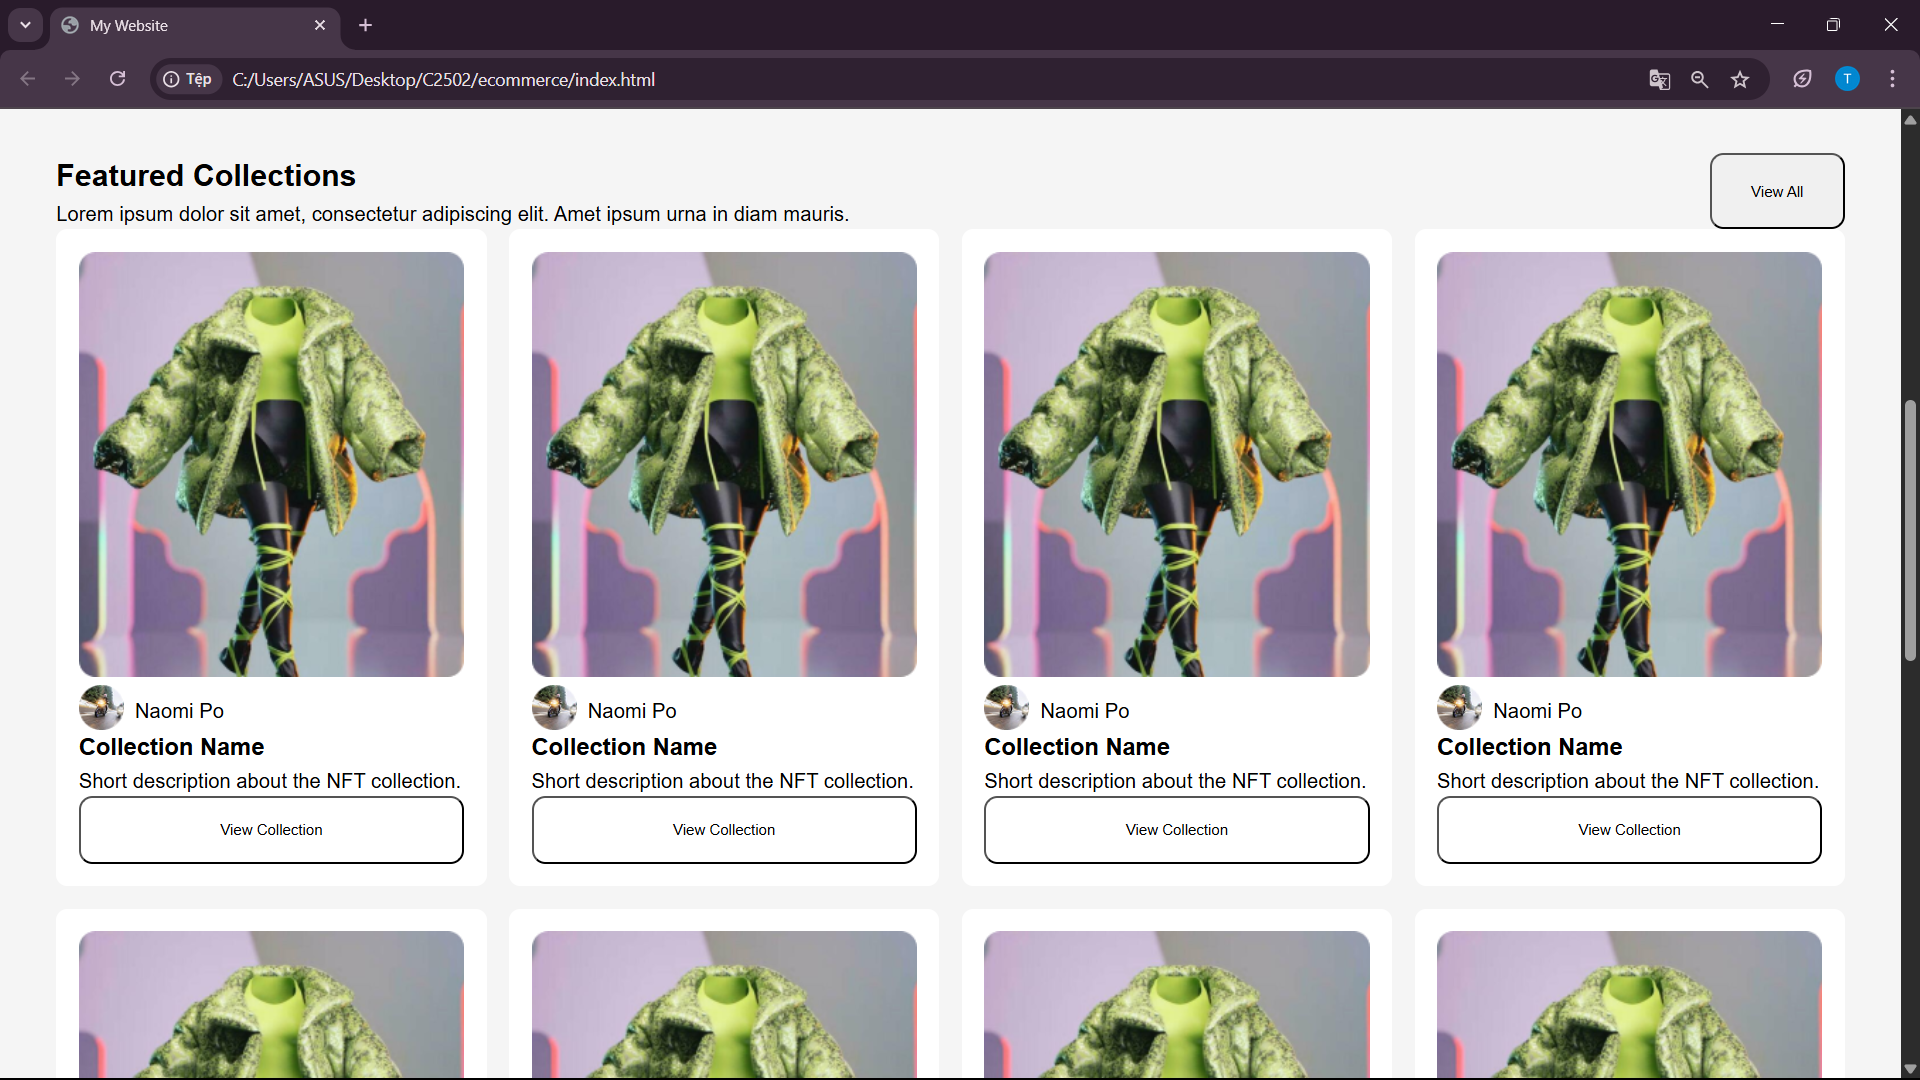 My Website
Tệp
C:/Users/ASUS/Desktop/C2502/ecommerce/index.html
T
Featured Collections
View All
Lorem ipsum dolor sit amet, consectetur adipiscing elit. Amet ipsum urna in diam mauris.
Naomi Po
Naomi Po
Naomi Po
Naomi Po
Collection Name
Collection Name
Collection Name
Collection Name
Short description about the NFT collection.
Short description about the NFT collection.
Short description about the NFT collection.
Short description about the NFT collection.
View Collection
View Collection
View Collection
View Collection